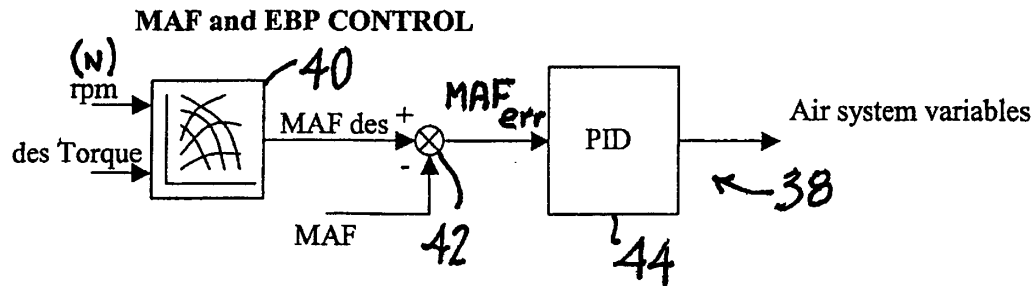 MAF and EBP CONTROL
(N)
rpm
40
MAF des +
MAF err
PID
Air system variables
des Torque
-
38
MAF
42
44